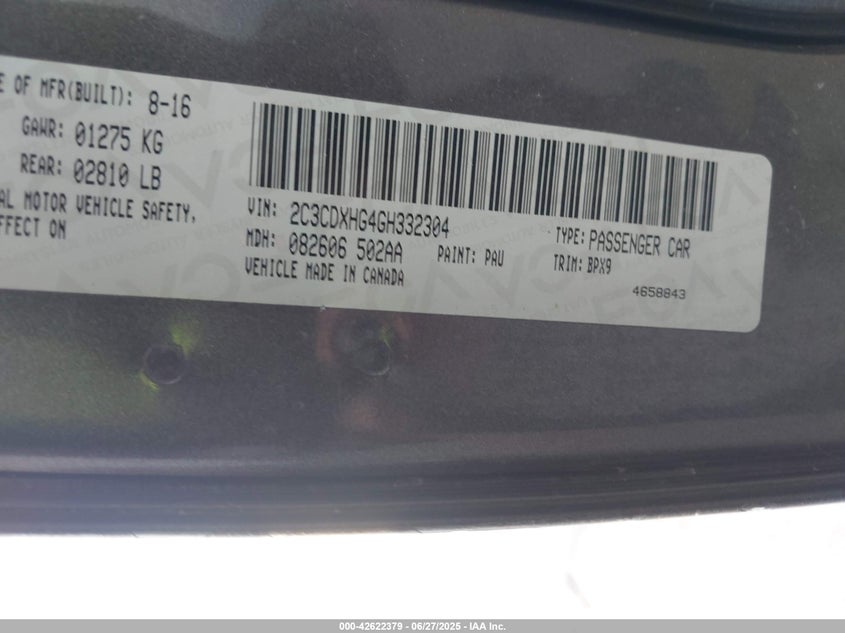 E OF MFR(BUILT): 8-16
GAWR: 01275 KG
REAR: 02810 LB
AL MOTOR VEHICLE SAFETY,
FFECT ON
VIN: 2C3CDXHG4GH332304
TYPE: PASSENGER CAR
MDH: 082606 502AA
PAINT: PAU
TRIM: BPX9
VEHICLE MADE IN CANADA
4658843
000-42622379 - 06/27/2025 - IAA Inc.